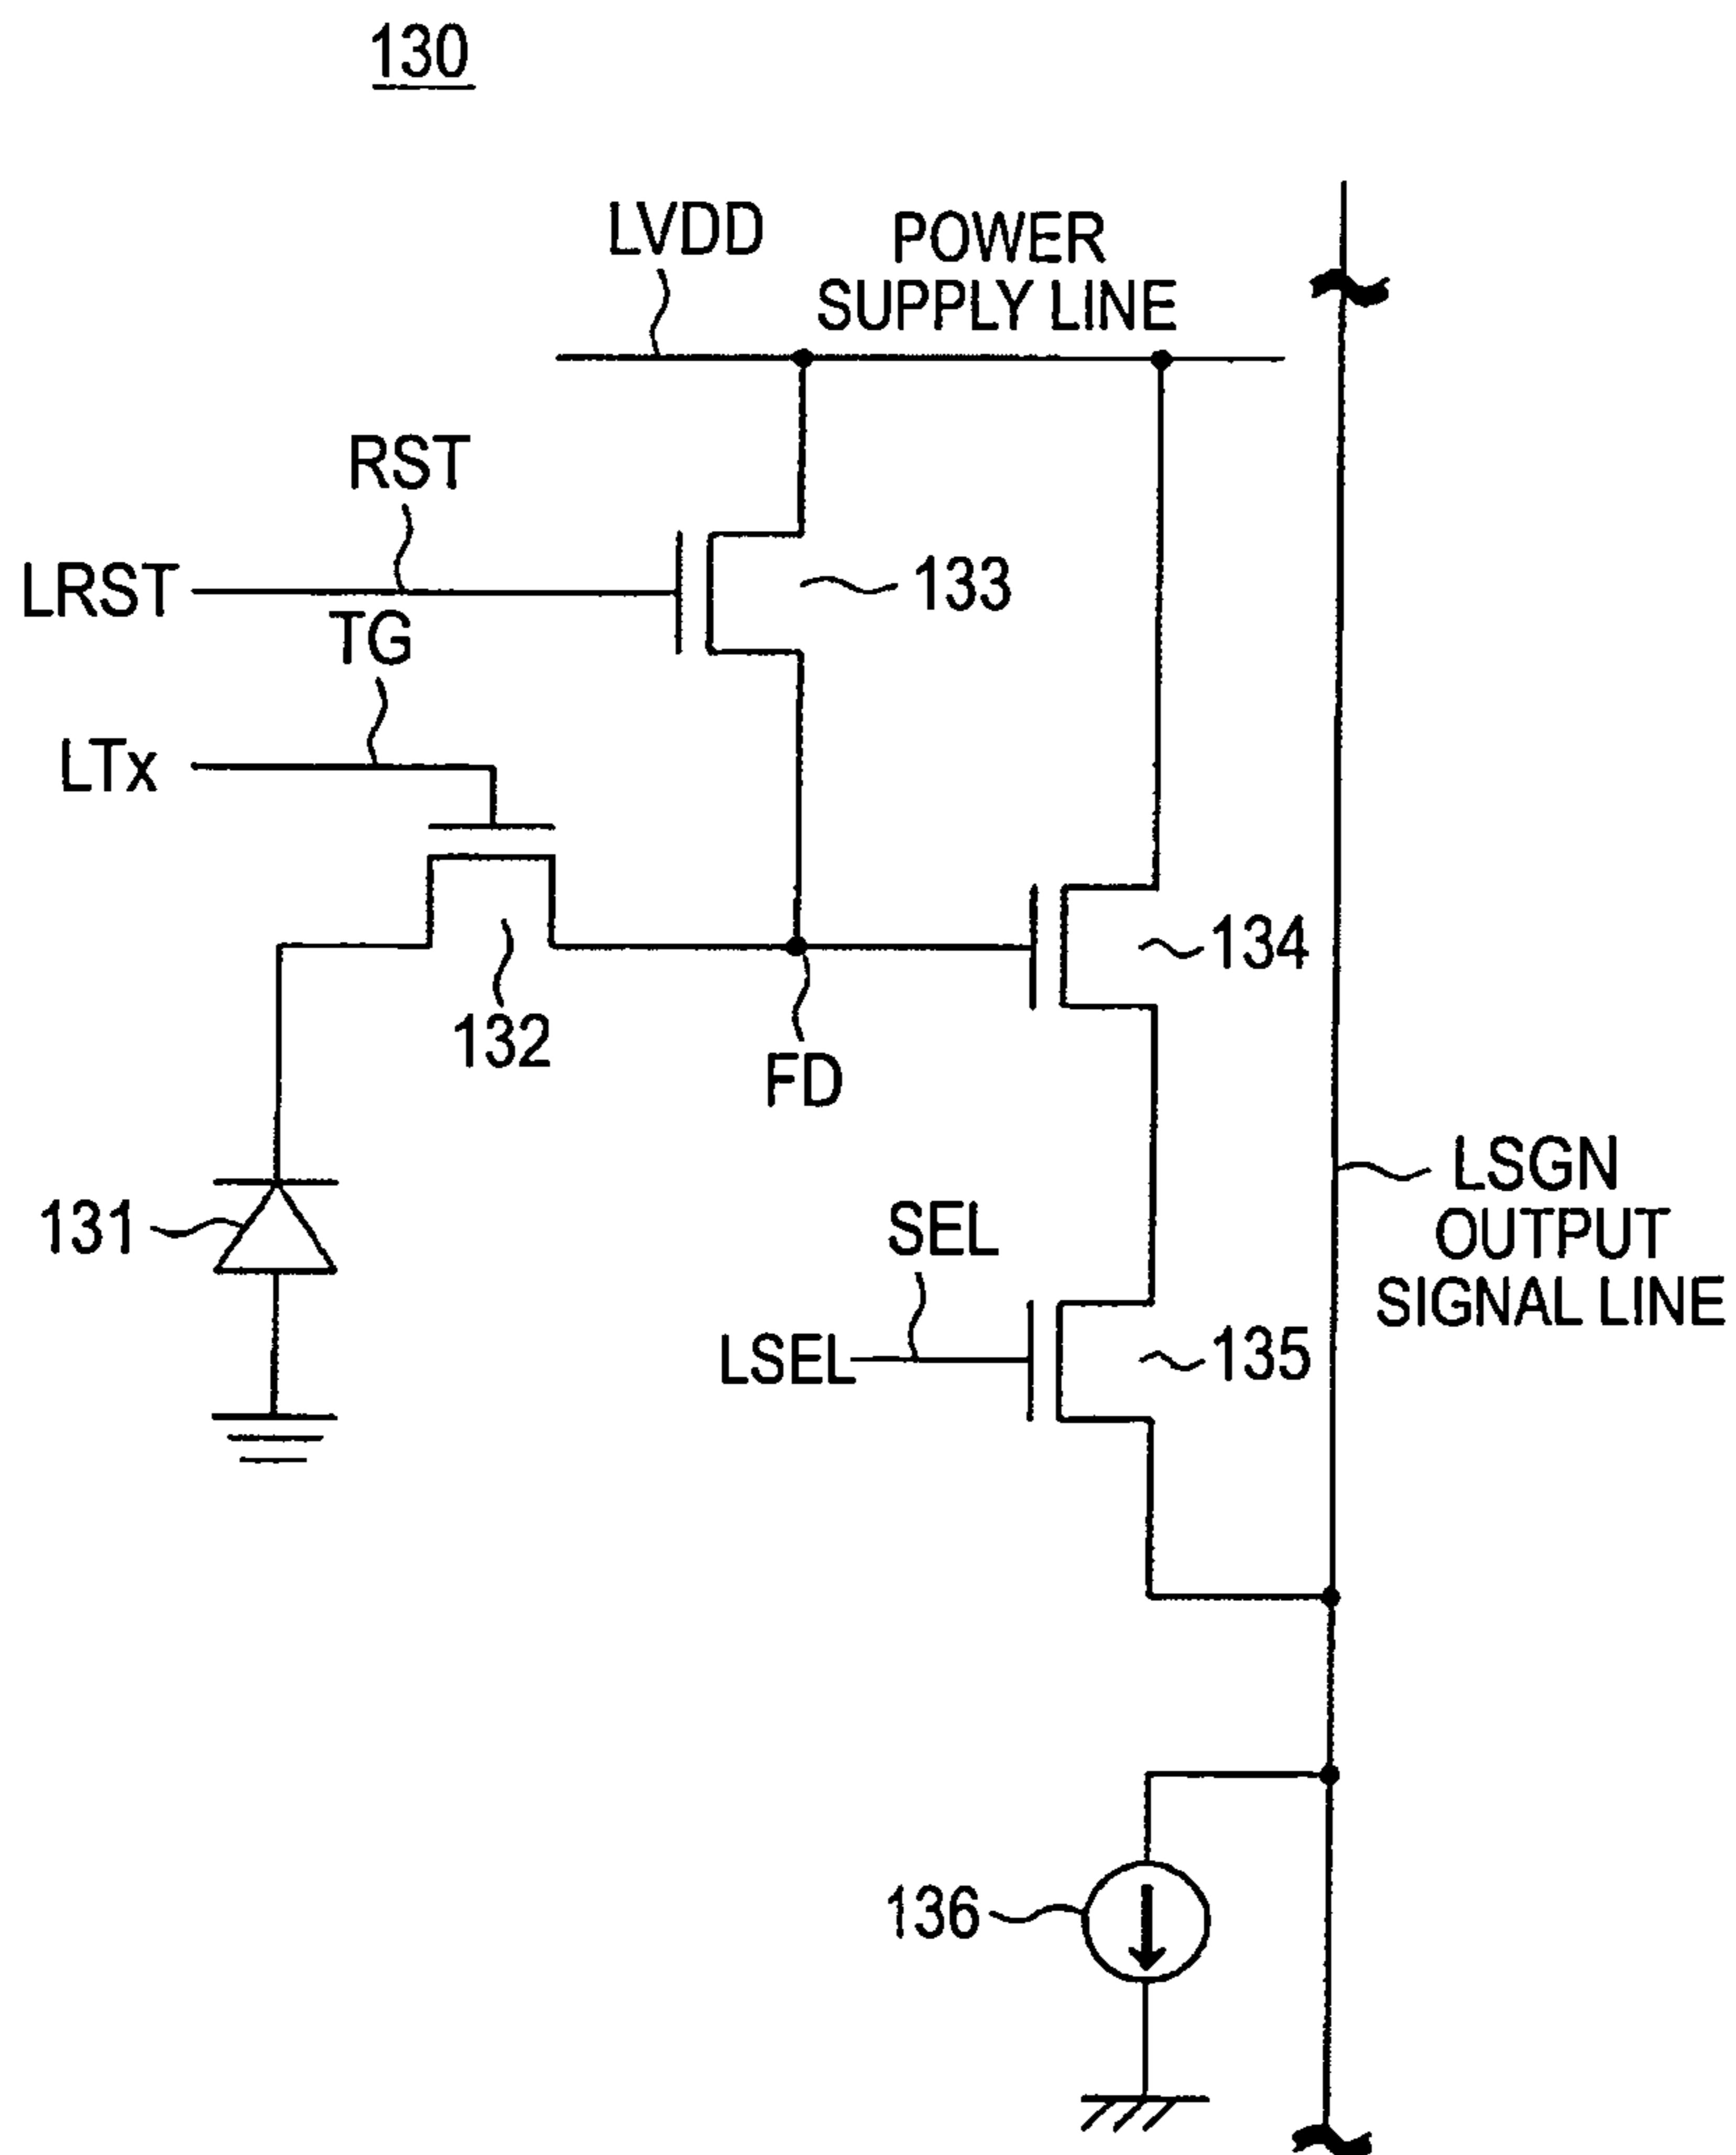 130
LVDD
POWER
SUPPLY LINE
RST
LRST
133
TG
LTx
134
132
FD
LSGN
OUTPUT
SIGNAL LINE
131
SEL
LSEL
135
136